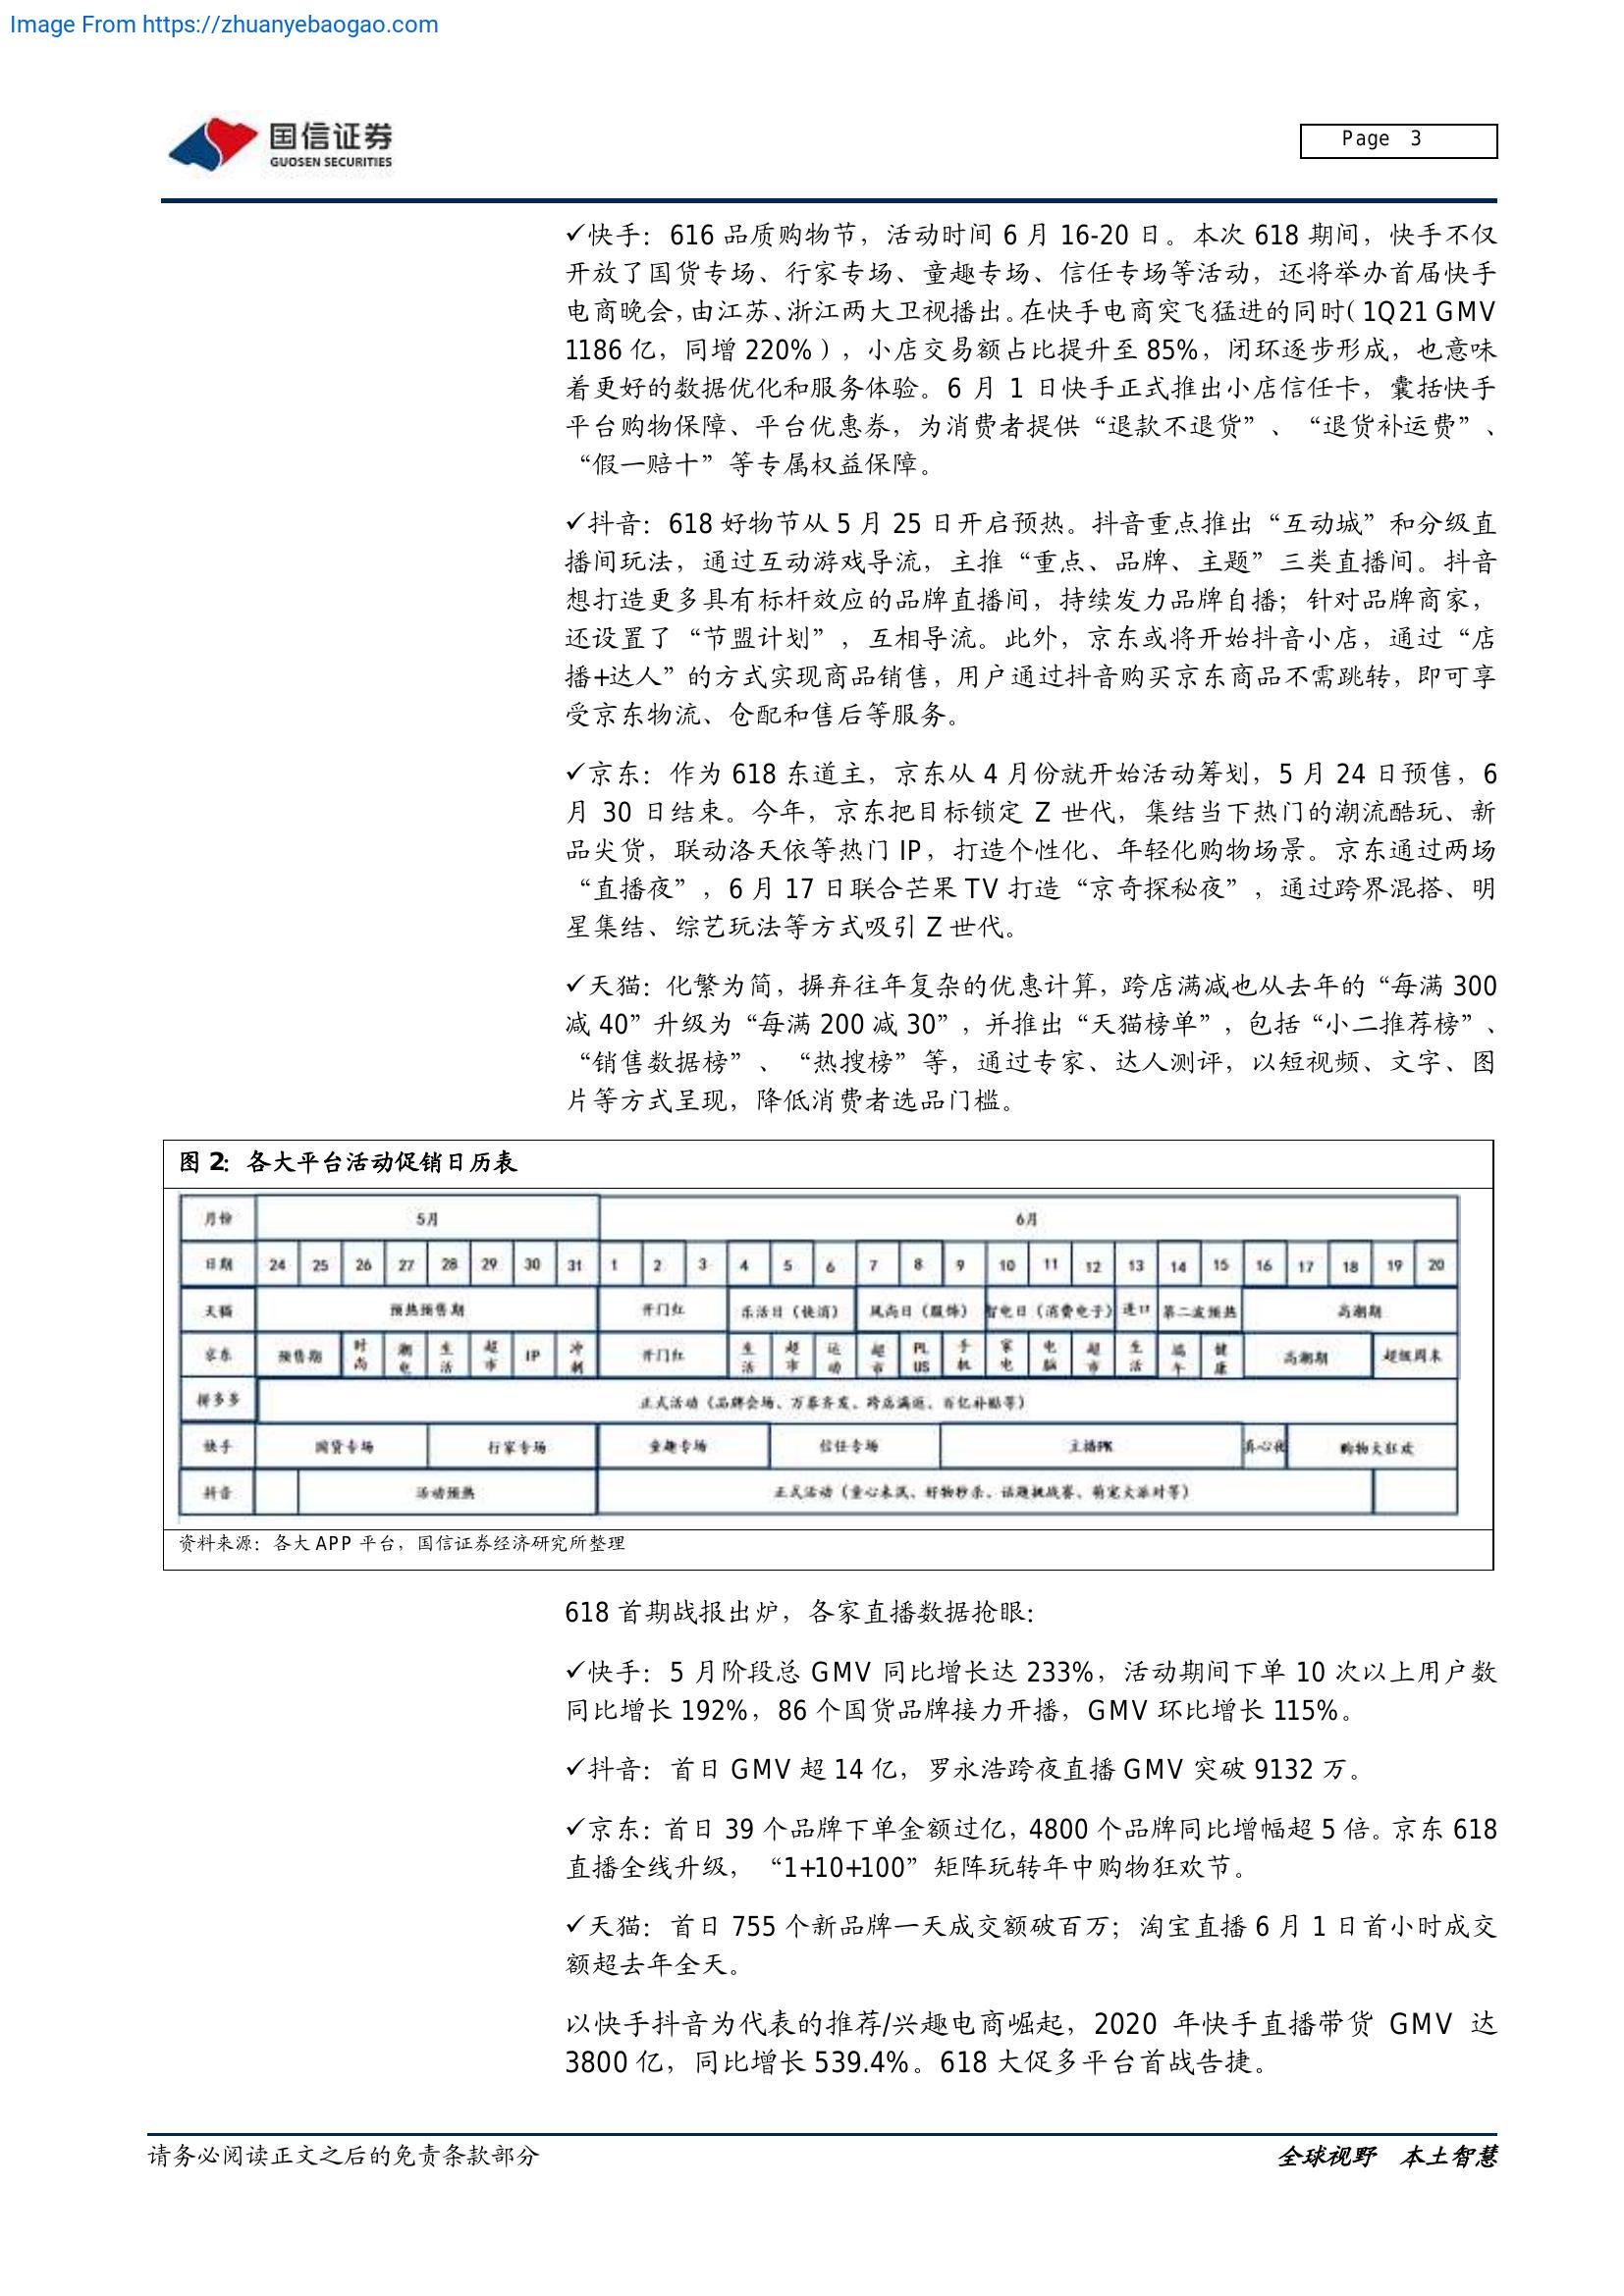 Image From https://zhuanyebaogao.com
国信证券
GUOSEN SECURITIES
Page 3
✓快手：616 品质购物节，活动时间 6 月 16-20 日。本次 618 期间，快手不仅
开放了国货专场、行家专场、童趣专场、信任专场等活动，还将举办首届快手
电商晚会，由江苏、浙江两大卫视播出。在快手电商突飞猛进的同时（1Q21 GMV
1186 亿，同增 220%），小店交易额占比提升至 85%，闭环逐步形成，也意味
着更好的数据优化和服务体验。6 月 1 日快手正式推出小店信任卡，囊括快手
平台购物保障、平台优惠券，为消费者提供“退款不退货”、“退货补运费”、
“假一赔十”等专属权益保障。
✓抖音：618 好物节从 5 月 25 日开启预热。抖音重点推出“互动城”和分级直
播间玩法，通过互动游戏导流，主推“重点、品牌、主题”三类直播间。抖音
想打造更多具有标杆效应的品牌直播间，持续发力品牌自播；针对品牌商家，
还设置了“节盟计划”，互相导流。此外，京东或将开始抖音小店，通过“店
播+达人”的方式实现商品销售，用户通过抖音购买京东商品不需跳转，即可享
受京东物流、仓配和售后等服务。
✓京东：作为 618 东道主，京东从 4 月份就开始活动筹划，5 月 24 日预售，6
月 30 日结束。今年，京东把目标锁定 Z 世代，集结当下热门的潮流酷玩、新
品尖货，联动洛天依等热门 IP，打造个性化、年轻化购物场景。京东通过两场
“直播夜”，6 月 17 日联合芒果 TV 打造“京奇探秘夜”，通过跨界混搭、明
星集结、综艺玩法等方式吸引 Z 世代。
✓天猫：化繁为简，摒弃往年复杂的优惠计算，跨店满减也从去年的“每满 300
减 40”升级为“每满 200 减 30”，并推出“天猫榜单”，包括“小二推荐榜”、
“销售数据榜”、“热搜榜”等，通过专家、达人测评，以短视频、文字、图
片等方式呈现，降低消费者选品门槛。
图 2：各大平台活动促销日历表
月份 5月 6月
日期 24 25 26 27 28 29 30 31 1 2 3 4 5 6 7 8 9 10 11 12 13 14 15 16 17 18 19 20
天猫 预热预售期 开门红 乐活日（快消） 风尚日（服饰） 智电日（消费电子） 进口 第二波预热 高潮期
京东 预售期 时尚 潮电 生活 超市 IP 冲刺 开门红 生活 超市 运动 超市 PLUS 手机 家电 电脑 超市 生活 端午 健康 高潮期 超级周末
拼多多 正式活动（品牌会场、万券齐发、跨店满返、百亿补贴等）
快手 国货专场 行家专场 童趣专场 信任专场 主播PK 真心夜 购物大狂欢
抖音 活动预热 正式活动（童心未泯、好物秒杀、话题挑战赛、萌宠大派对等）
资料来源：各大 APP 平台，国信证券经济研究所整理
618 首期战报出炉，各家直播数据抢眼：
✓快手：5 月阶段总 GMV 同比增长达 233%，活动期间下单 10 次以上用户数
同比增长 192%，86 个国货品牌接力开播，GMV 环比增长 115%。
✓抖音：首日 GMV 超 14 亿，罗永浩跨夜直播 GMV 突破 9132 万。
✓京东：首日 39 个品牌下单金额过亿，4800 个品牌同比增幅超 5 倍。京东 618
直播全线升级，“1+10+100”矩阵玩转年中购物狂欢节。
✓天猫：首日 755 个新品牌一天成交额破百万；淘宝直播 6 月 1 日首小时成交
额超去年全天。
以快手抖音为代表的推荐/兴趣电商崛起，2020 年快手直播带货 GMV 达
3800 亿，同比增长 539.4%。618 大促多平台首战告捷。
请务必阅读正文之后的免责条款部分
全球视野 本土智慧